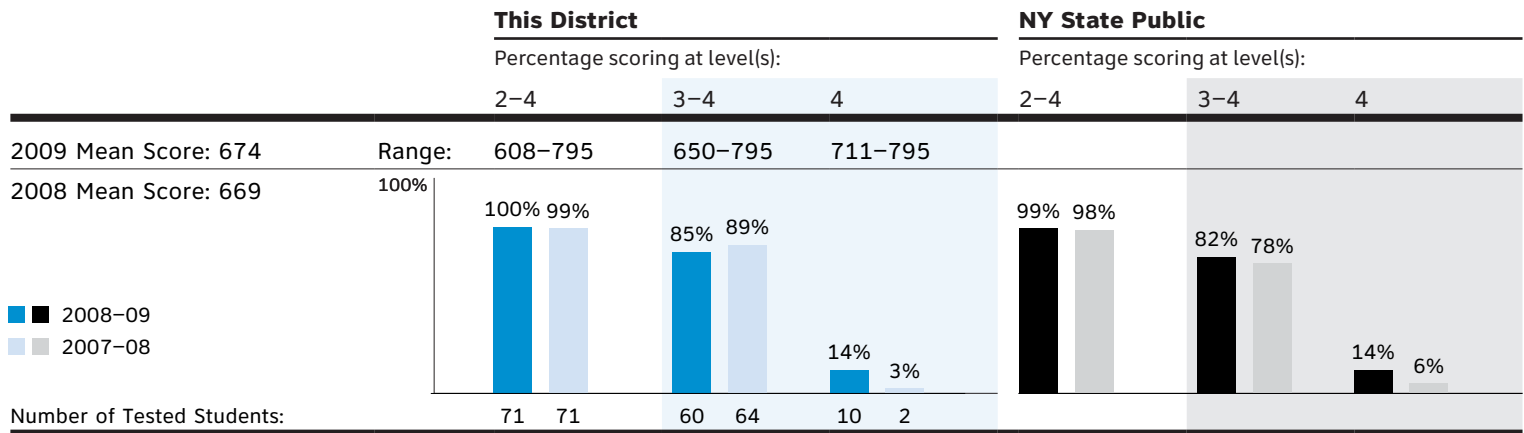 This District NY State Public
Percentage scoring at level(s): Percentage scoring at level(s):
2–4 3–4 4 2–4 3–4 4
2009 Mean Score: 674 Range: 608–795 650–795 711–795
2008 Mean Score: 669 100%
100% 99% 85% 89% 14% 3% 99% 98% 82% 78% 14% 6%
2008–09
2007–08
Number of Tested Students: 71 71 60 64 10 2